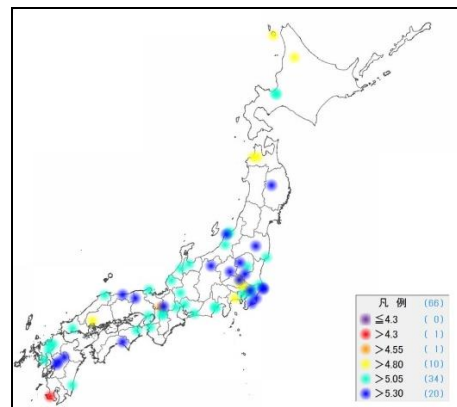 凡 例 (66)
≦4.3 ( 0)
>4.3 ( 1)
>4.55 ( 1)
>4.80 (10)
>5.05 (34)
>5.30 (20)